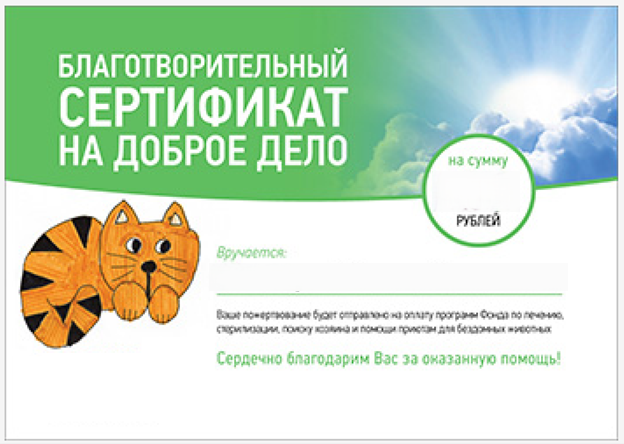 БЛАГОТВОРИТЕЛЬНЫЙ
СЕРТИФИКАТ
НА ДОБРОЕ ДЕЛО
на сумму
РУБЛЕЙ
Вручается:
Ваше пожертвование будет отправлено на оплату программ Фонда по лечению,
стерилизации, поиску хозяина и помощи приютам для бездомных животных
Сердечно благодарим Вас за оказанную помощь!